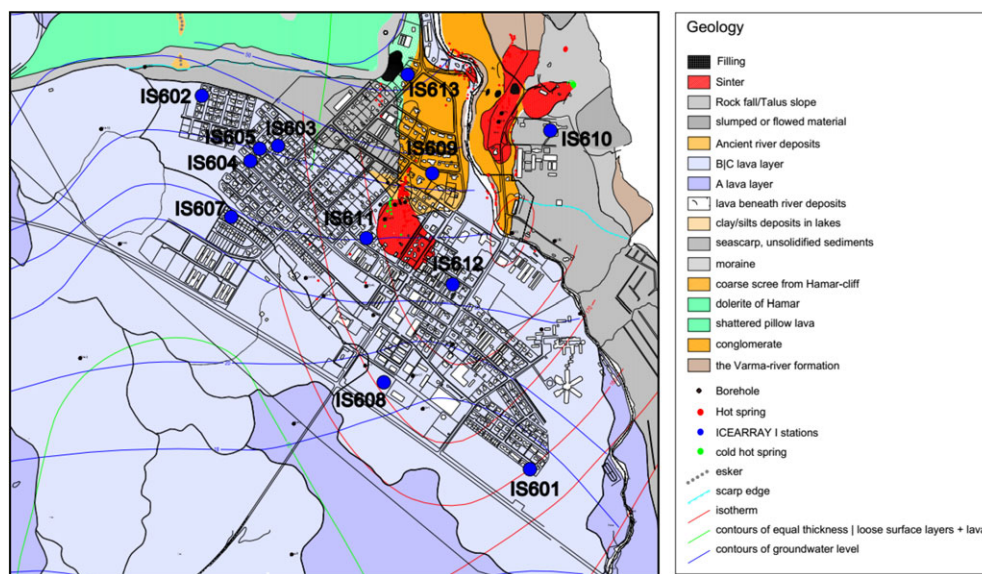 IS602
IS613
IS603
IS605
IS604
IS610
IS609
IS607
IS611
IS612
IS608
IS601
Geology
Filling
Sinter
Rock fall/Talus slope
slumped or flowed material
Ancient river deposits
B|C lava layer
A lava layer
lava beneath river deposits
clay/silts deposits in lakes
seascarp, unsolidified sediments
moraine
coarse scree from Hamar-cliff
dolerite of Hamar
shattered pillow lava
conglomerate
the Varma-river formation
Borehole
Hot spring
ICEARRAY I stations
cold hot spring
esker
scarp edge
isotherm
contours of equal thickness | loose surface layers + lava
contours of groundwater level